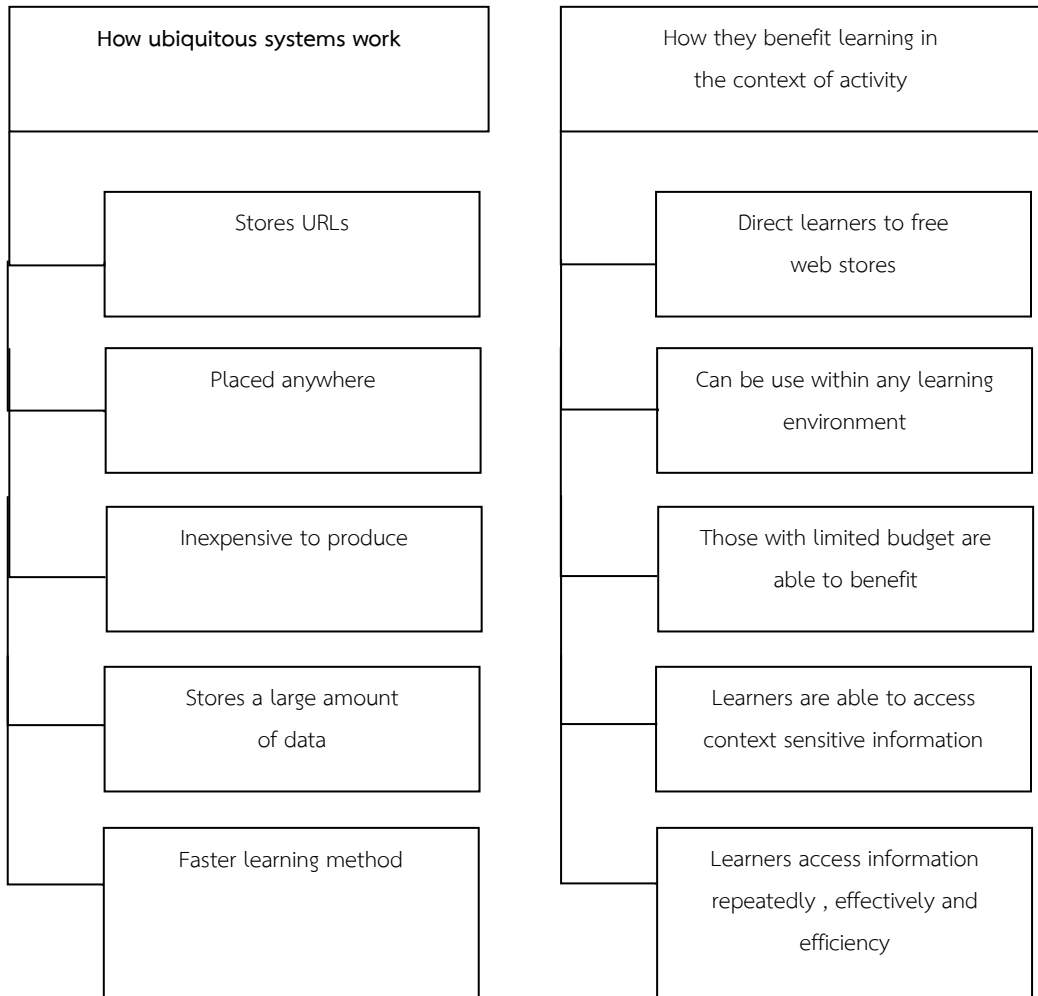 How ubiquitous systems work
Stores URLs
Placed anywhere
Inexpensive to produce
Stores a large amount
of data
Faster learning method
How they benefit learning in
the context of activity
Direct learners to free
web stores
Can be use within any learning
environment
Those with limited budget are
able to benefit
Learners are able to access
context sensitive information
Learners access information
repeatedly , effectively and
efficiency